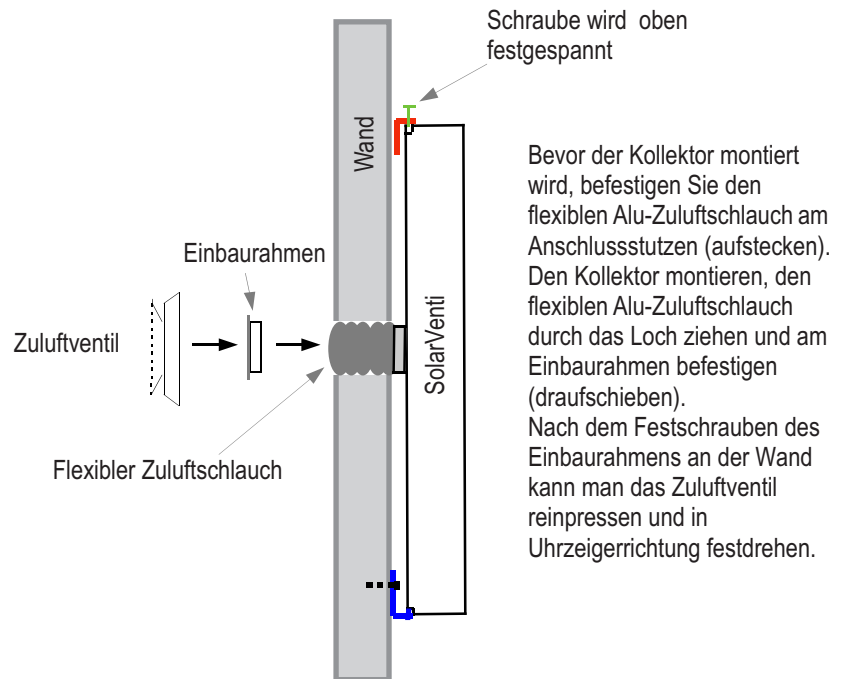 Schraube wird oben
festgespannt
Wand
Bevor der Kollektor montiert
wird, befestigen Sie den
flexiblen Alu-Zuluftschlauch am
Anschlussstutzen (aufstecken).
Den Kollektor montieren, den
flexiblen Alu-Zuluftschlauch
durch das Loch ziehen und am
Einbaurahmen befestigen
(draufschieben).
Nach dem Festschrauben des
Einbaurahmens an der Wand
kann man das Zuluftventil
reinpressen und in
Uhrzeigerrichtung festdrehen.
Einbaurahmen
Zuluftventil
SolarVenti
Flexibler Zuluftschlauch